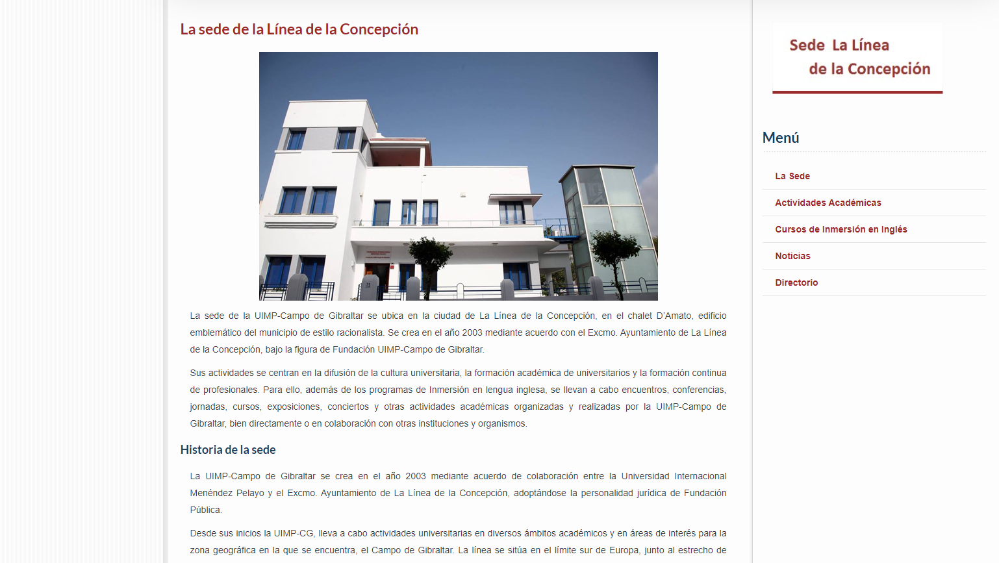 La sede de la Línea de la Concepción
La sede de la UIMP-Campo de Gibraltar se ubica en la ciudad de La Línea de la Concepción, en el chalet D'Amato, edificio
emblemático del municipio de estilo racionalista. Se crea en el año 2003 mediante acuerdo con el Excmo. Ayuntamiento de La Línea
de la Concepción, bajo la figura de Fundación UIMP-Campo de Gibraltar.
Sus actividades se centran en la difusión de la cultura universitaria, la formación académica de universitarios y la formación continua
de profesionales. Para ello, además de los programas de Inmersión en lengua inglesa, se llevan a cabo encuentros, conferencias,
jornadas, cursos, exposiciones, conciertos y otras actividades académicas organizadas y realizadas por la UIMP-Campo de
Gibraltar, bien directamente o en colaboración con otras instituciones y organismos.
Historia de la sede
La UIMP-Campo de Gibraltar se crea en el año 2003 mediante acuerdo de colaboración entre la Universidad Internacional
Menéndez Pelayo y el Excmo. Ayuntamiento de La Línea de la Concepción, adoptándose la personalidad jurídica de Fundación
Pública.
Desde sus inicios la UIMP-CG, lleva a cabo actividades universitarias en diversos ámbitos académicos y en áreas de interés para la
zona geográfica en la que se encuentra, el Campo de Gibraltar. La línea se sitúa en el límite sur de Europa, junto al estrecho de
Sede La Línea
de la Concepción
Menú
La Sede
Actividades Académicas
Cursos de Inmersión en Inglés
Noticias
Directorio